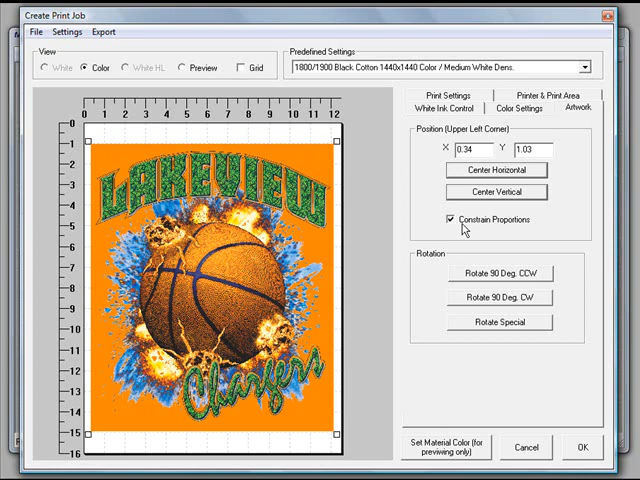 Create Print Job
File Settings Export
View
White Color White HL Preview Grid
Predefined Settings
1800/1900 Black Cotton 1440x1440 Color / Medium White Dens.
Print Settings Printer & Print Area
White Ink Control Color Settings Artwork
Position (Upper Left Corner)
X 0.34 Y 1.03
Center Horizontal
Center Vertical
Constrain Proportions
Rotation
Rotate 90 Deg. CCW
Rotate 90 Deg. CW
Rotate Special
Set Material Color (for previewing only) Cancel OK
0 1 2 3 4 5 6 7 8 9 10 11 12
0
1
2
3
4
5
6
7
8
9
10
11
12
13
14
15
16
LAKEVIEW
Chargers